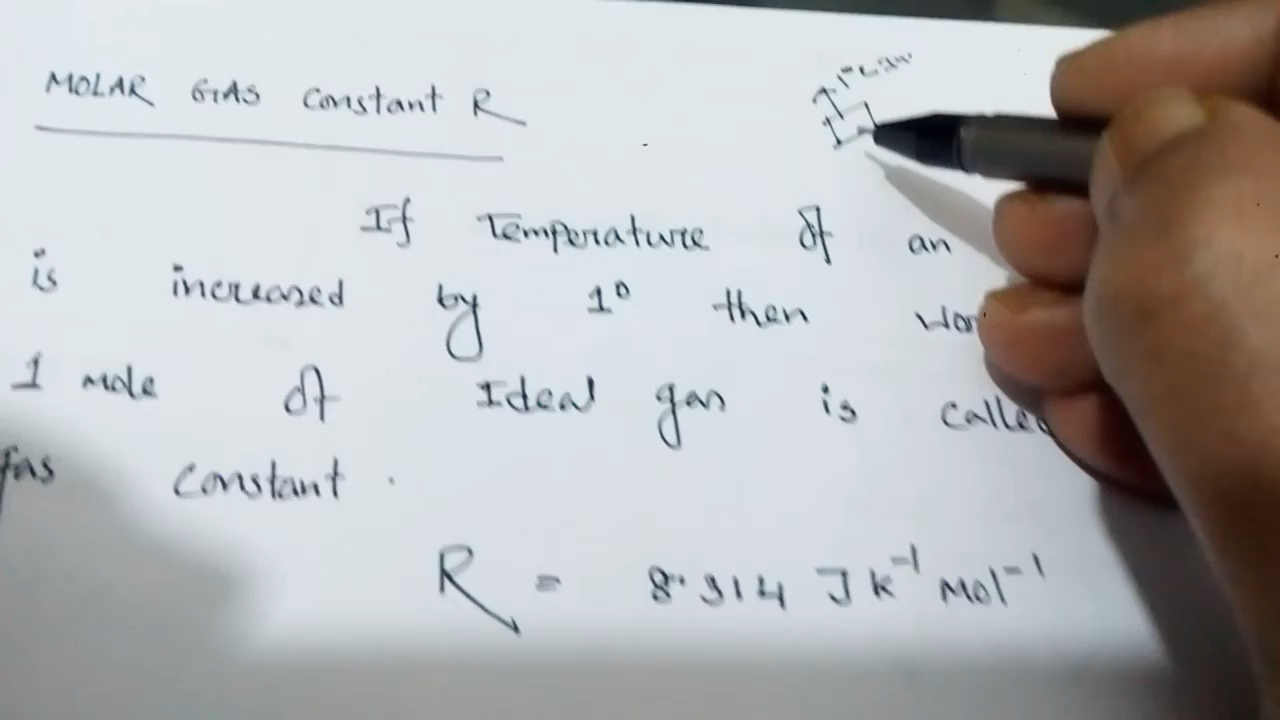 MOLAR GAS Constant R
If Temperature of an
is increased by 1° then
1 mole of Ideal gas is called
gas constant.
R = 8.314 J K⁻¹ Mol⁻¹